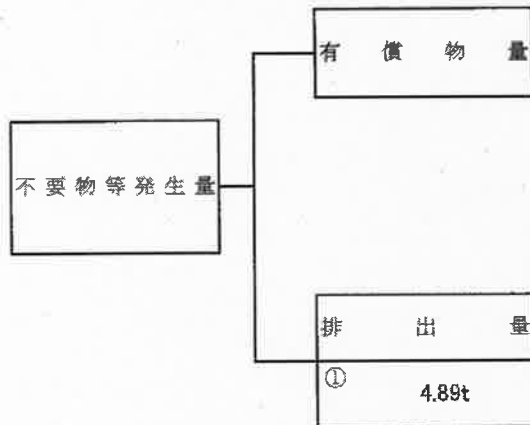 有償物量
不要物等発生量
排出量
①
4.89t